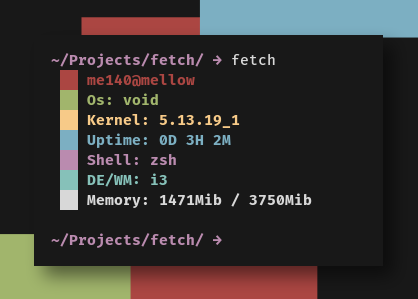 ~/Projects/fetch/ → fetch
me140@mellow
Os: void
Kernel: 5.13.19_1
Uptime: 0D 3H 2M
Shell: zsh
DE/WM: i3
Memory: 1471Mib / 3750Mib
~/Projects/fetch/ →